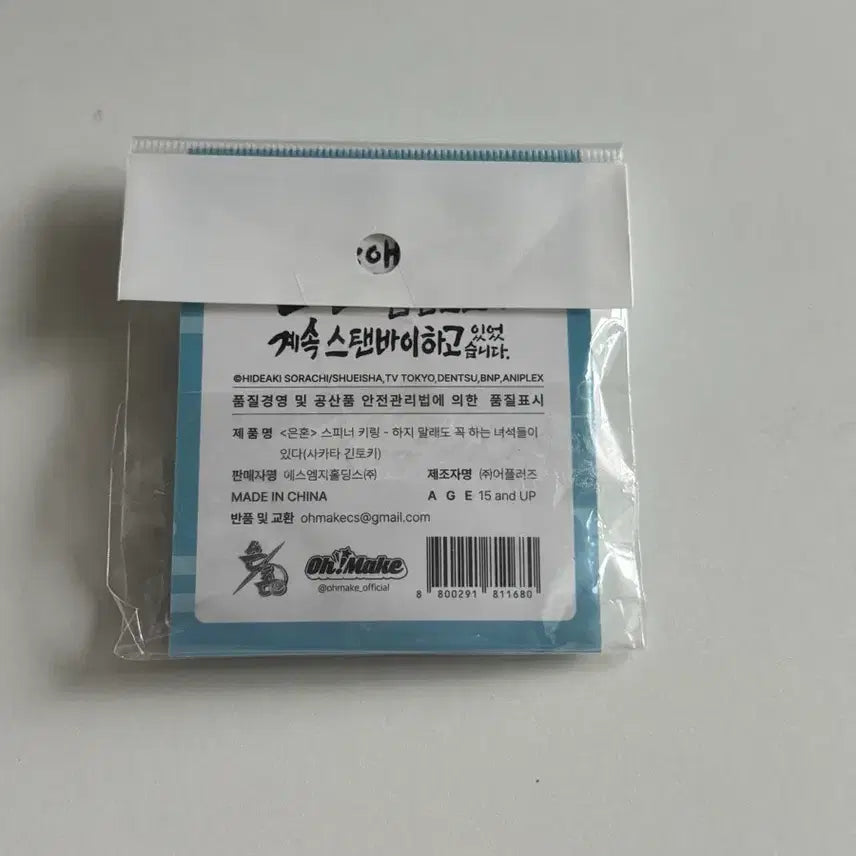 계속 스탠바이하고 있었습니다.
©HIDEAKI SORACHI/SHUEISHA,TV TOKYO,DENTSU,BNP,ANIPLEX
품질경영 및 공산품 안전관리법에 의한 품질표시
제 품 명 <은혼> 스피너 키링 - 하지 말래도 꼭 하는 녀석들이
있다(사카타 긴토키)
판매자명 에스엠지홀딩스㈜ 제조자명 ㈜어플러즈
MADE IN CHINA A G E 15 and UP
반품 및 교환 ohmakecs@gmail.com
은혼 Oh!Make
@ohmake_official
8 800291 811680